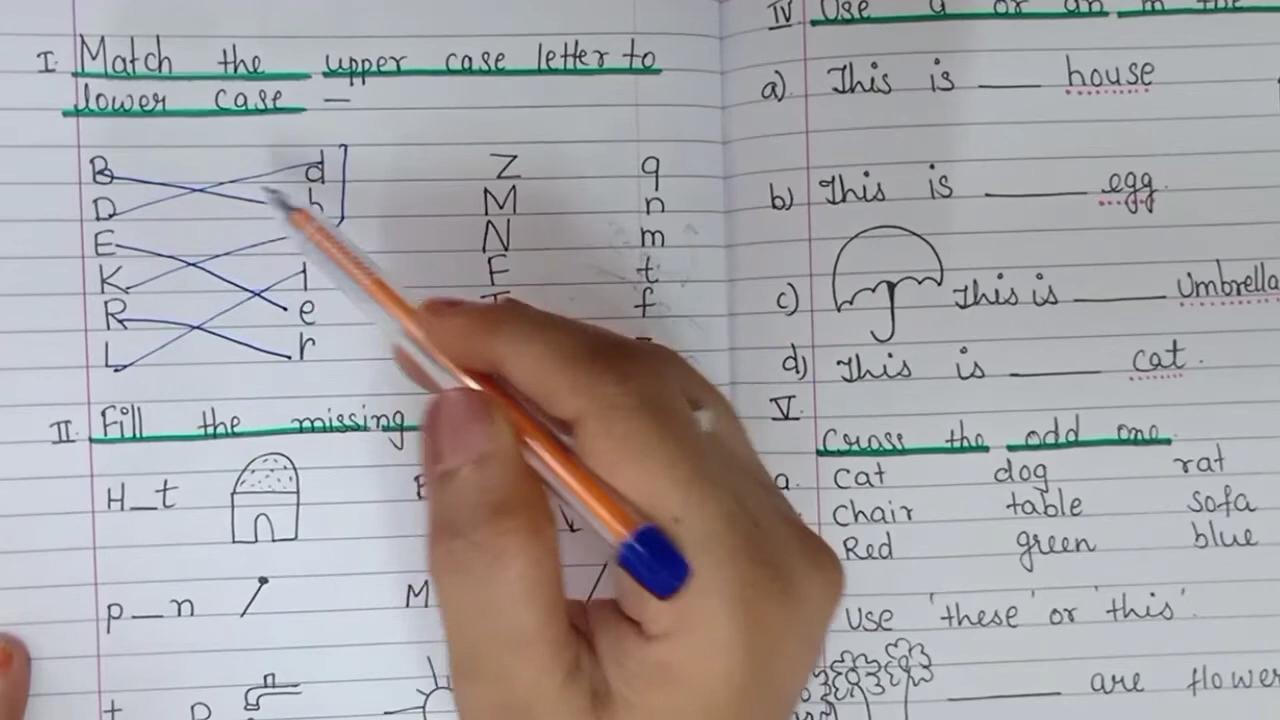 I Match the upper case letter to
lower case —
B d Z q
D M n
E N m
K F t
R e f
L r
II Fill the missing
H_t
p_n M
t p
IV Use a or an in the
a) This is ___ house
b) This is ___ egg.
c) This is ___ Umbrella
d) This is ___ cat.
V
Crass the odd one
a. Cat dog rat
Chair table sofa
Red green blue
Use 'these' or 'this'.
___ are flower